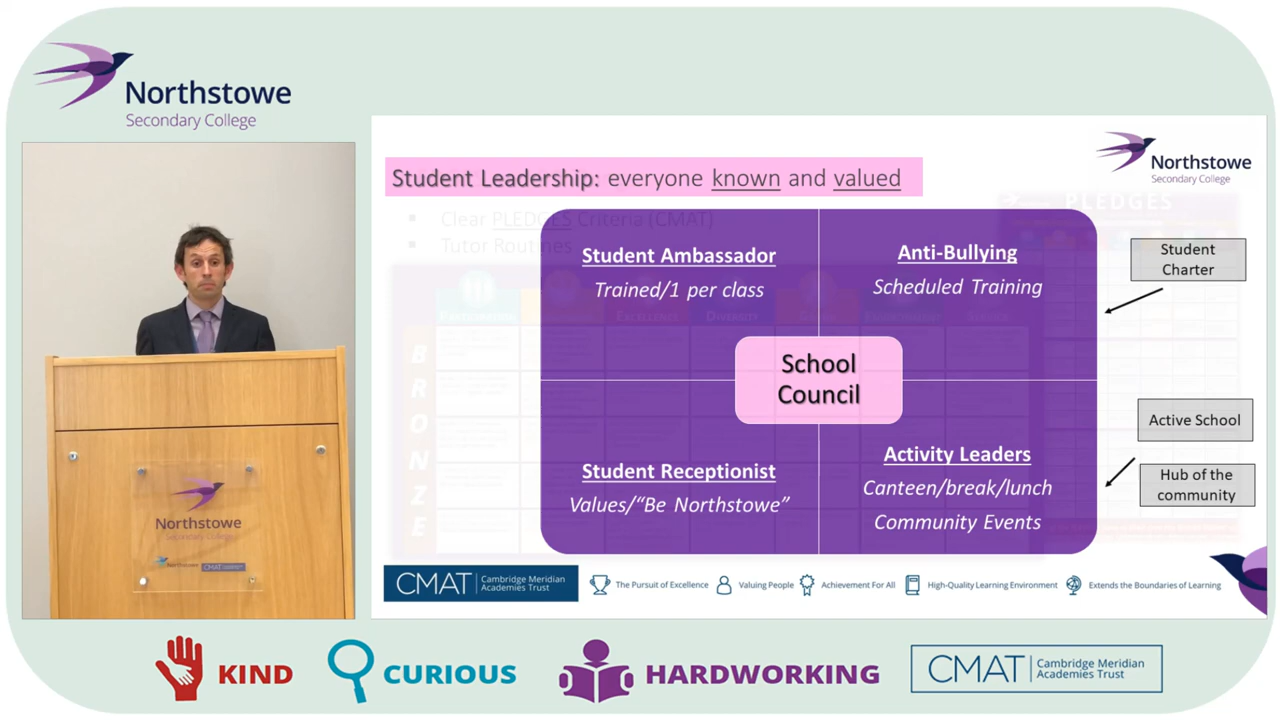 Northstowe
Secondary College
Northstowe
Secondary College
Student Leadership: everyone known and valued
Clear PLEDGES Criteria (CMAT)
Tutor Routines
PLEDGES
Student Ambassador
Trained/1 per class
Anti-Bullying
Scheduled Training
Student
Charter
EXCELLENCE
DIVERSITY
BRONZE
School
Council
Active School
Student Receptionist
Values/“Be Northstowe”
Activity Leaders
Canteen/break/lunch
Community Events
Hub of the
community
Northstowe
Secondary College
CMAT
CMAT
Cambridge Meridian
Academies Trust
The Pursuit of Excellence
Valuing People
Achievement For All
High-Quality Learning Environment
Extends the Boundaries of Learning
KIND
CURIOUS
HARDWORKING
CMAT
Cambridge Meridian
Academies Trust